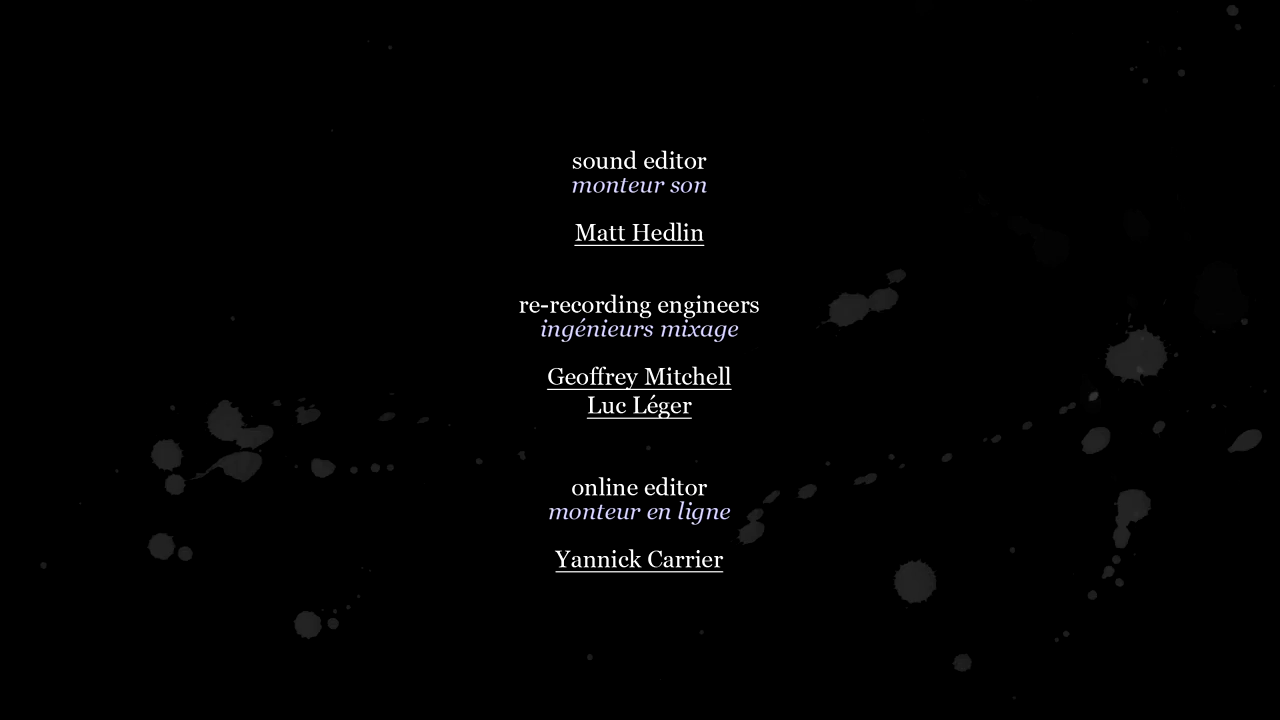 sound editor
monteur son
Matt Hedlin
re-recording engineers
ingénieurs mixage
Geoffrey Mitchell
Luc Léger
online editor
monteur en ligne
Yannick Carrier